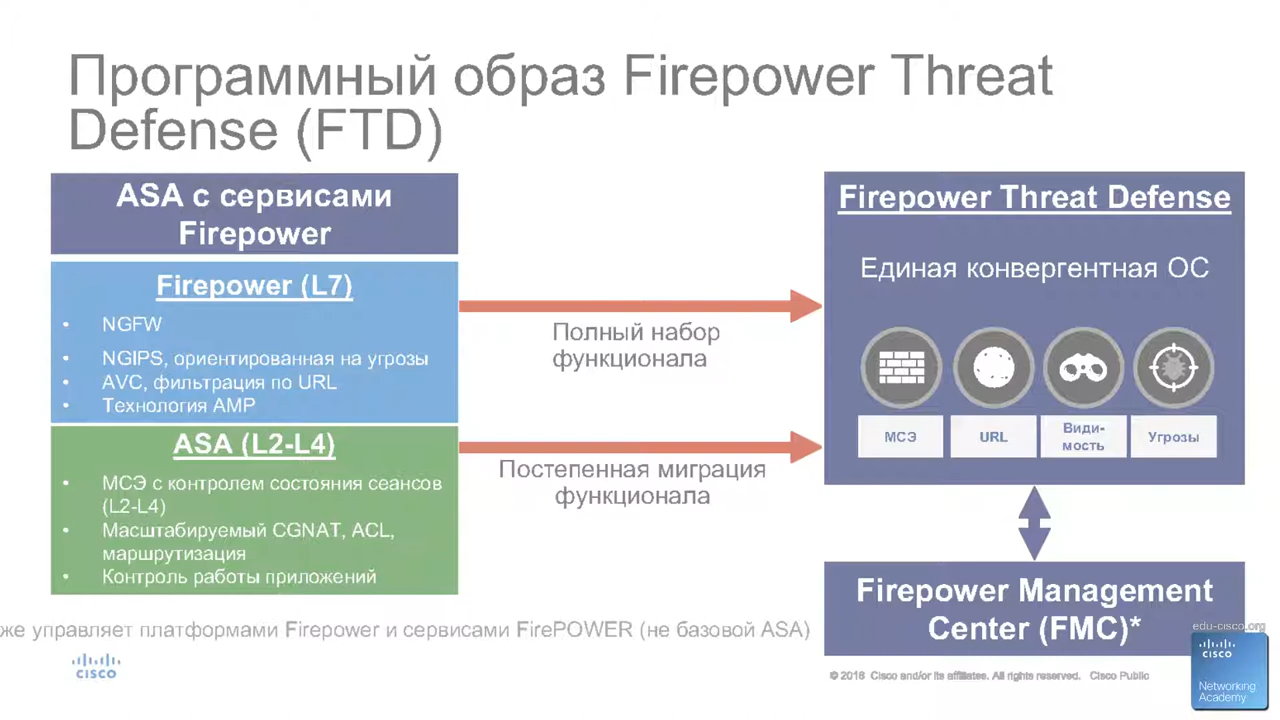 Программный образ Firepower Threat
Defense (FTD)
ASA с сервисами
Firepower
Firepower (L7)
• NGFW
• NGIPS, ориентированная на угрозы
• AVC, фильтрация по URL
• Технология AMP
ASA (L2-L4)
• МСЭ с контролем состояния сеансов
(L2-L4)
• Масштабируемый CGNAT, ACL,
маршрутизация
• Контроль работы приложений
Полный набор
функционала
Постепенная миграция
функционала
Firepower Threat Defense
Единая конвергентная ОС
МСЭ
URL
Види-
мость
Угрозы
Firepower Management
Center (FMC)*
же управляет платформами Firepower и сервисами FirePOWER (не базовой ASA)
cisco
© 2016 Cisco and/or its affiliates. All rights reserved. Cisco Public
edu-cisco.org
cisco
Networking
Academy